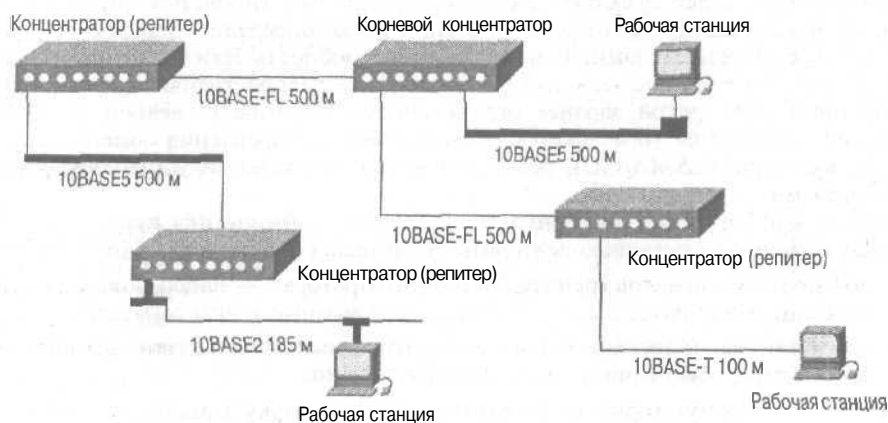 Концентратор (репитер)
Корневой концентратор
Рабочая станция
10BASE-FL 500 м
10BASE5 500 м
10BASE5 500 м
10BASE-FL 500 м
Концентратор (репитер)
Концентратор (репитер)
10BASE2 185 м
10BASE-T 100 м
Рабочая станция
Рабочая станция